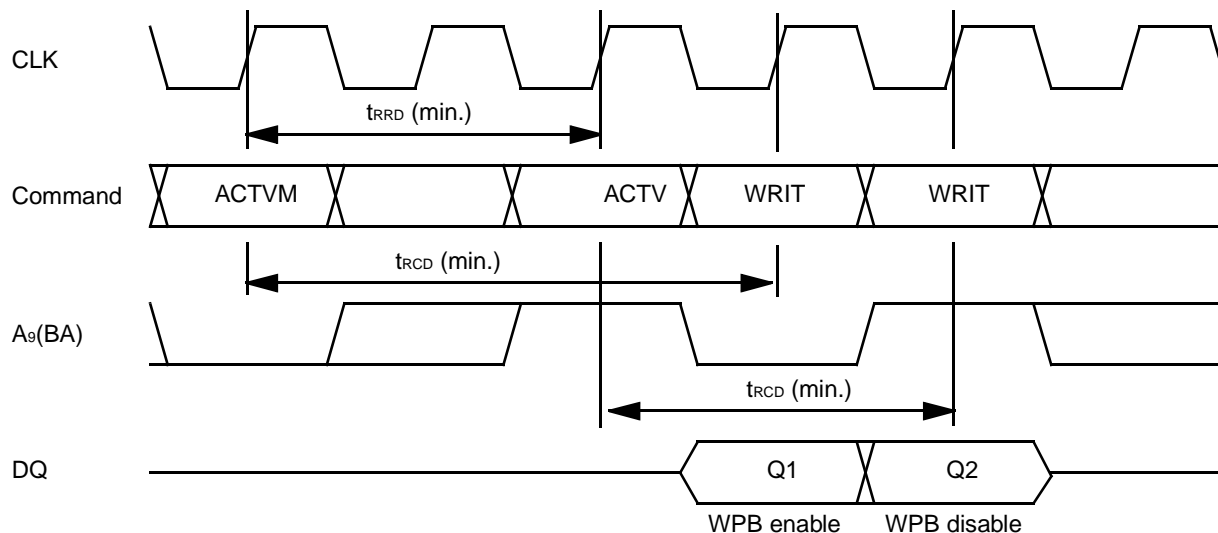 CLK
tRRD (min.)
Command ACTVM ACTV WRIT WRIT
tRCD (min.)
A9(BA)
tRCD (min.)
DQ Q1 Q2
WPB enable WPB disable